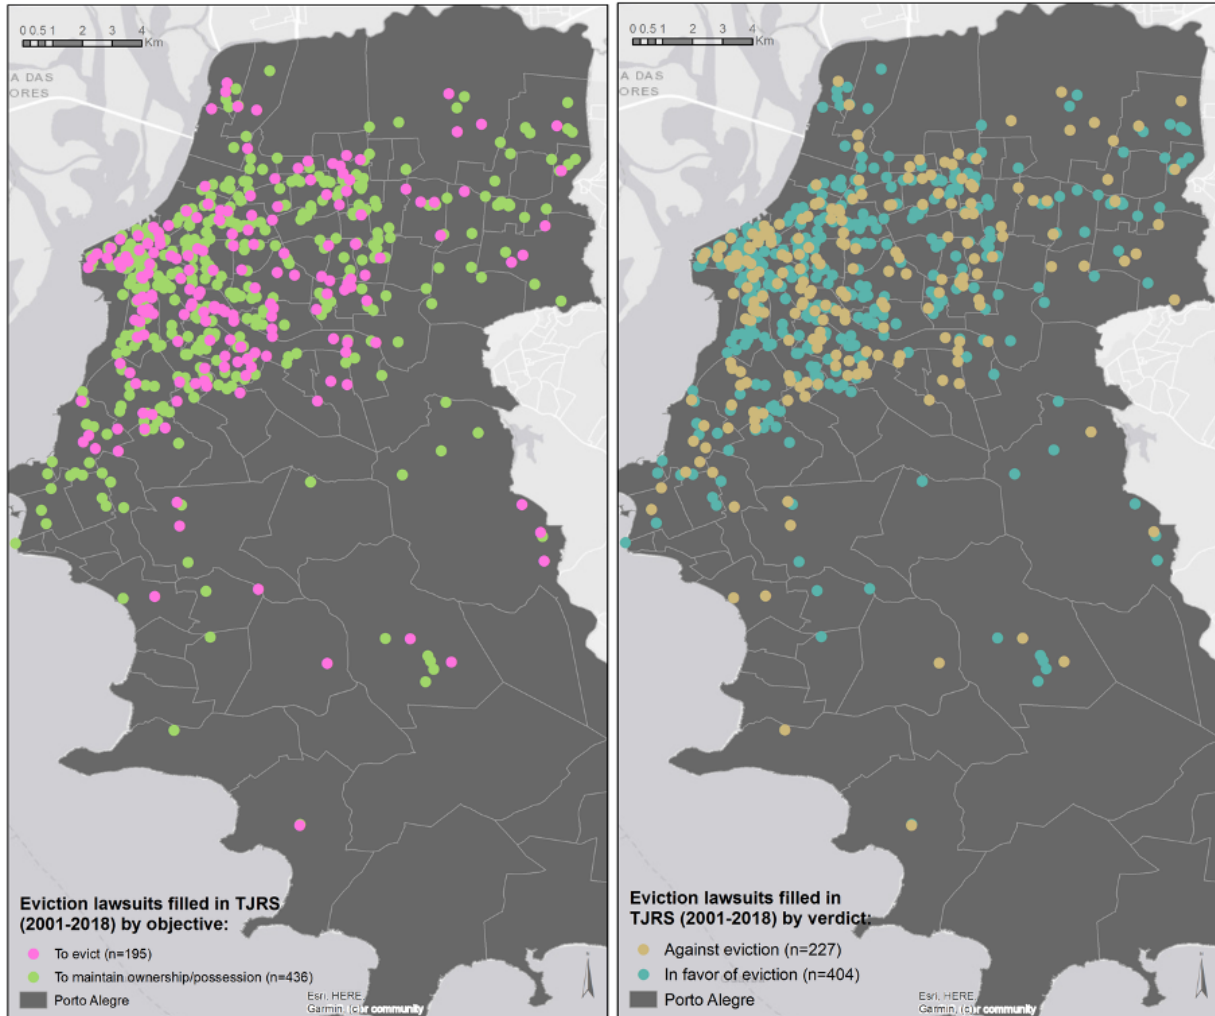 0 0.5 1 2 3 4
Km
A DAS
ORES
Eviction lawsuits filled in TJRS
(2001-2018) by objective:
To evict (n=195)
To maintain ownership/possession (n=436)
Porto Alegre
Esri, HERE,
Garmin, (c) community
0 0.5 1 2 3 4
Km
A DAS
ORES
Eviction lawsuits filled in
TJRS (2001-2018) by verdict:
Against eviction (n=227)
In favor of eviction (n=404)
Porto Alegre
Esri, HERE,
Garmin, (c) community